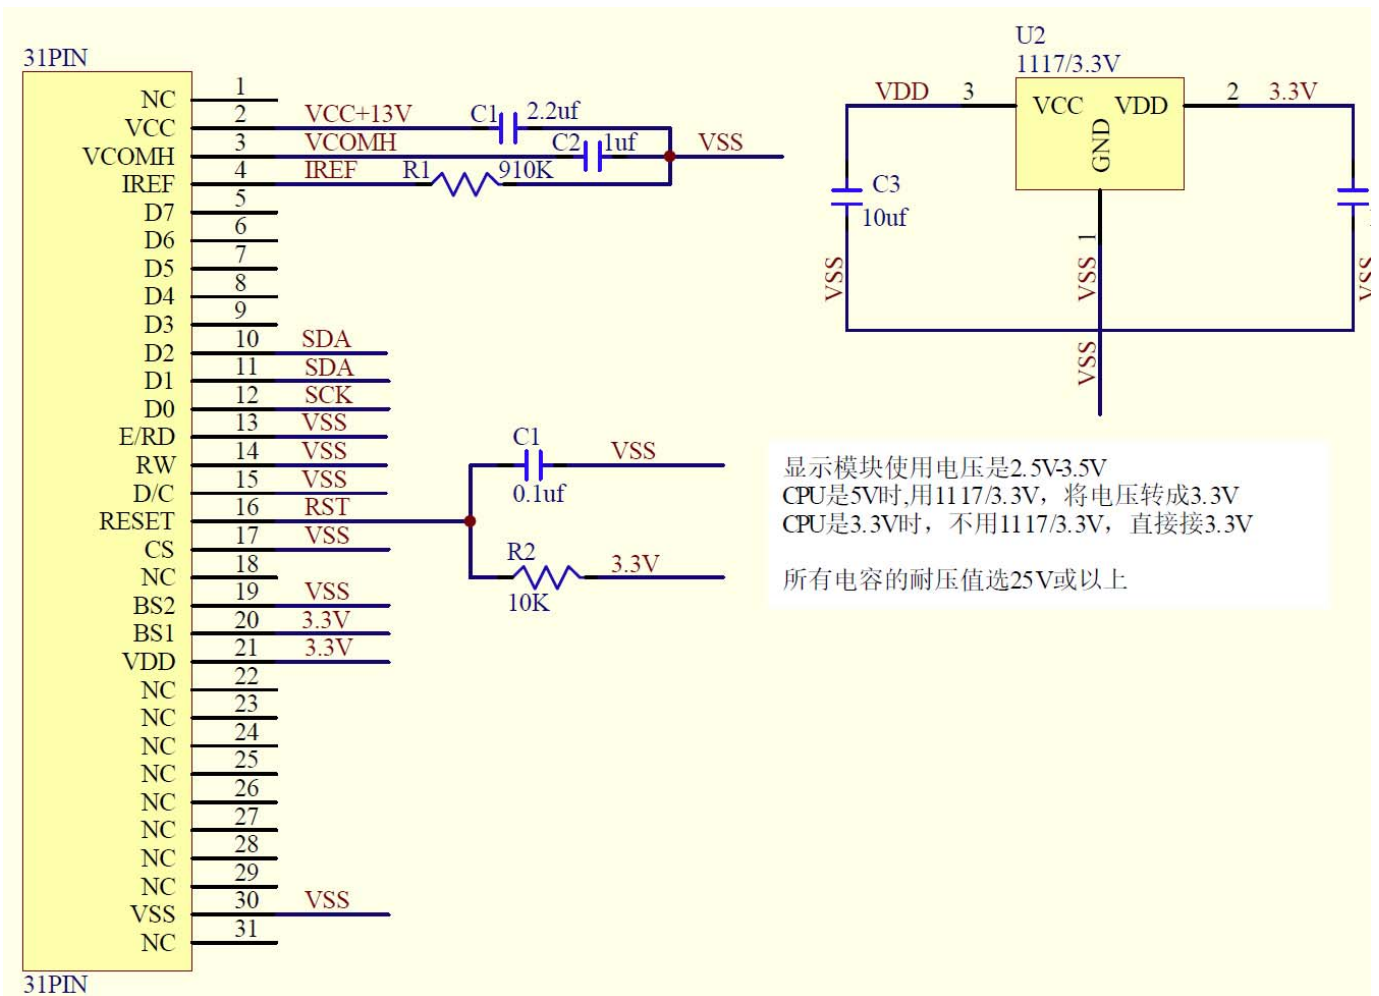 31PIN
NC 1
VCC 2 VCC+13V C1 2.2uf
VCOMH 3 VCOMH C2 1uf VSS
IREF 4 IREF R1 910K
D7 5
D6 6
D5 7
D4 8
D3 9
D2 10 SDA
D1 11 SDA
D0 12 SCK
E/RD 13 VSS
RW 14 VSS
D/C 15 VSS
RESET 16 RST
CS 17 VSS
NC 18
BS2 19 VSS
BS1 20 3.3V
VDD 21 3.3V
NC 22
NC 23
NC 24
NC 25
NC 26
NC 27
NC 28
NC 29
VSS 30 VSS
NC 31
31PIN
C1 VSS
0.1uf
R2 3.3V
10K
U2
1117/3.3V
VDD 3 VCC VDD 2 3.3V
GND
C3
10uf
1
VSS VSS VSS
VSS
显示模块使用电压是2.5V-3.5V
CPU是5V时,用1117/3.3V，将电压转成3.3V
CPU是3.3V时，不用1117/3.3V，直接接3.3V
所有电容的耐压值选25V或以上